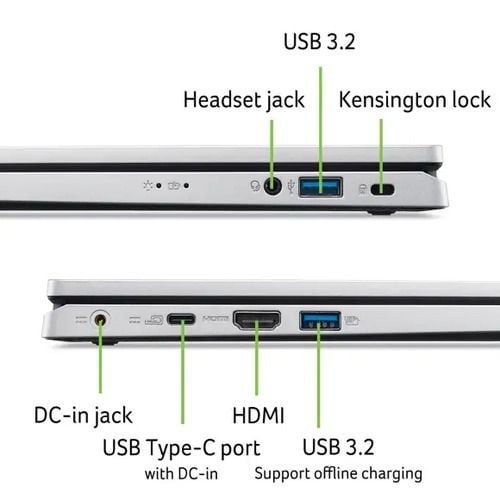 USB 3.2
Headset jack
Kensington lock
HDMI
DC-in jack
HDMI
USB Type-C port
USB 3.2
with DC-in
Support offline charging